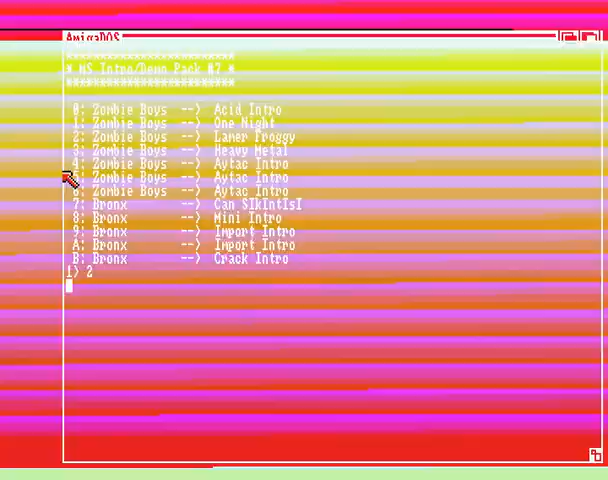 AmigaDOS
************************
* MS Intro/Demo Pack #7 *
************************
0: Zombie Boys --> Acid Intro
1: Zombie Boys --> One Night
2: Zombie Boys --> Lamer Froggy
3: Zombie Boys --> Heavy Metal
4: Zombie Boys --> Aytac Intro
5: Zombie Boys --> Aytac Intro
6: Zombie Boys --> Aytac Intro
7: Bronx --> Can SIkIntIsI
8: Bronx --> Mini Intro
9: Bronx --> Import Intro
A: Bronx --> Import Intro
B: Bronx --> Crack Intro
1> 2